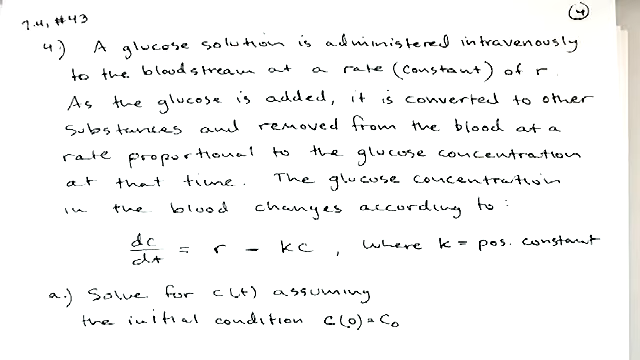 7.4, #43
4
4.) A glucose solution is administered intravenously
to the bloodstream at a rate (constant) of r.
As the glucose is added, it is converted to other
substances and removed from the blood at a
rate proportional to the glucose concentration
at that time. The glucose concentration
in the blood changes according to:
dc/dt = r - kc, where k = pos. constant
a.) Solve for c(t) assuming
the initial condition c(0) = c₀